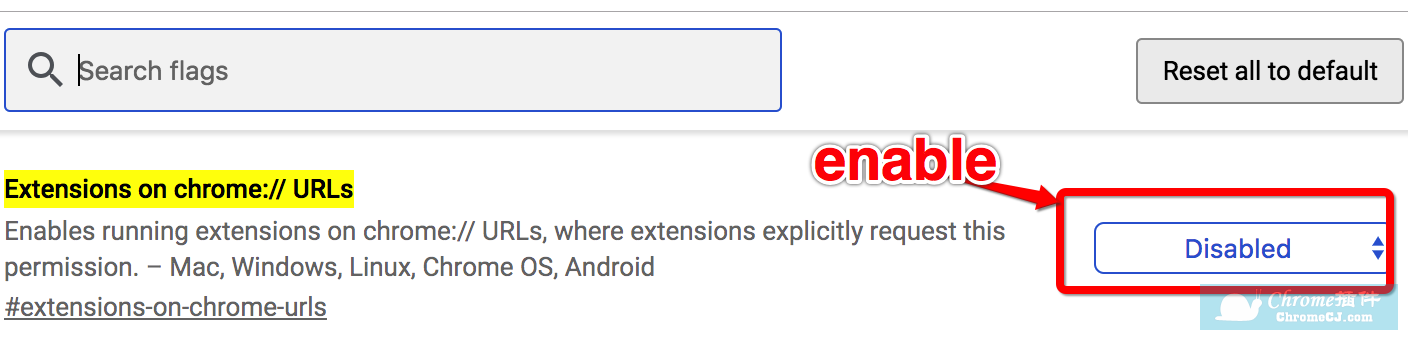 Search flags
Reset all to default
enable
Extensions on chrome:// URLs
Enables running extensions on chrome:// URLs, where extensions explicitly request this
permission. – Mac, Windows, Linux, Chrome OS, Android
Disabled
#extensions-on-chrome-urls
Chrome插件
ChromeCJ.com